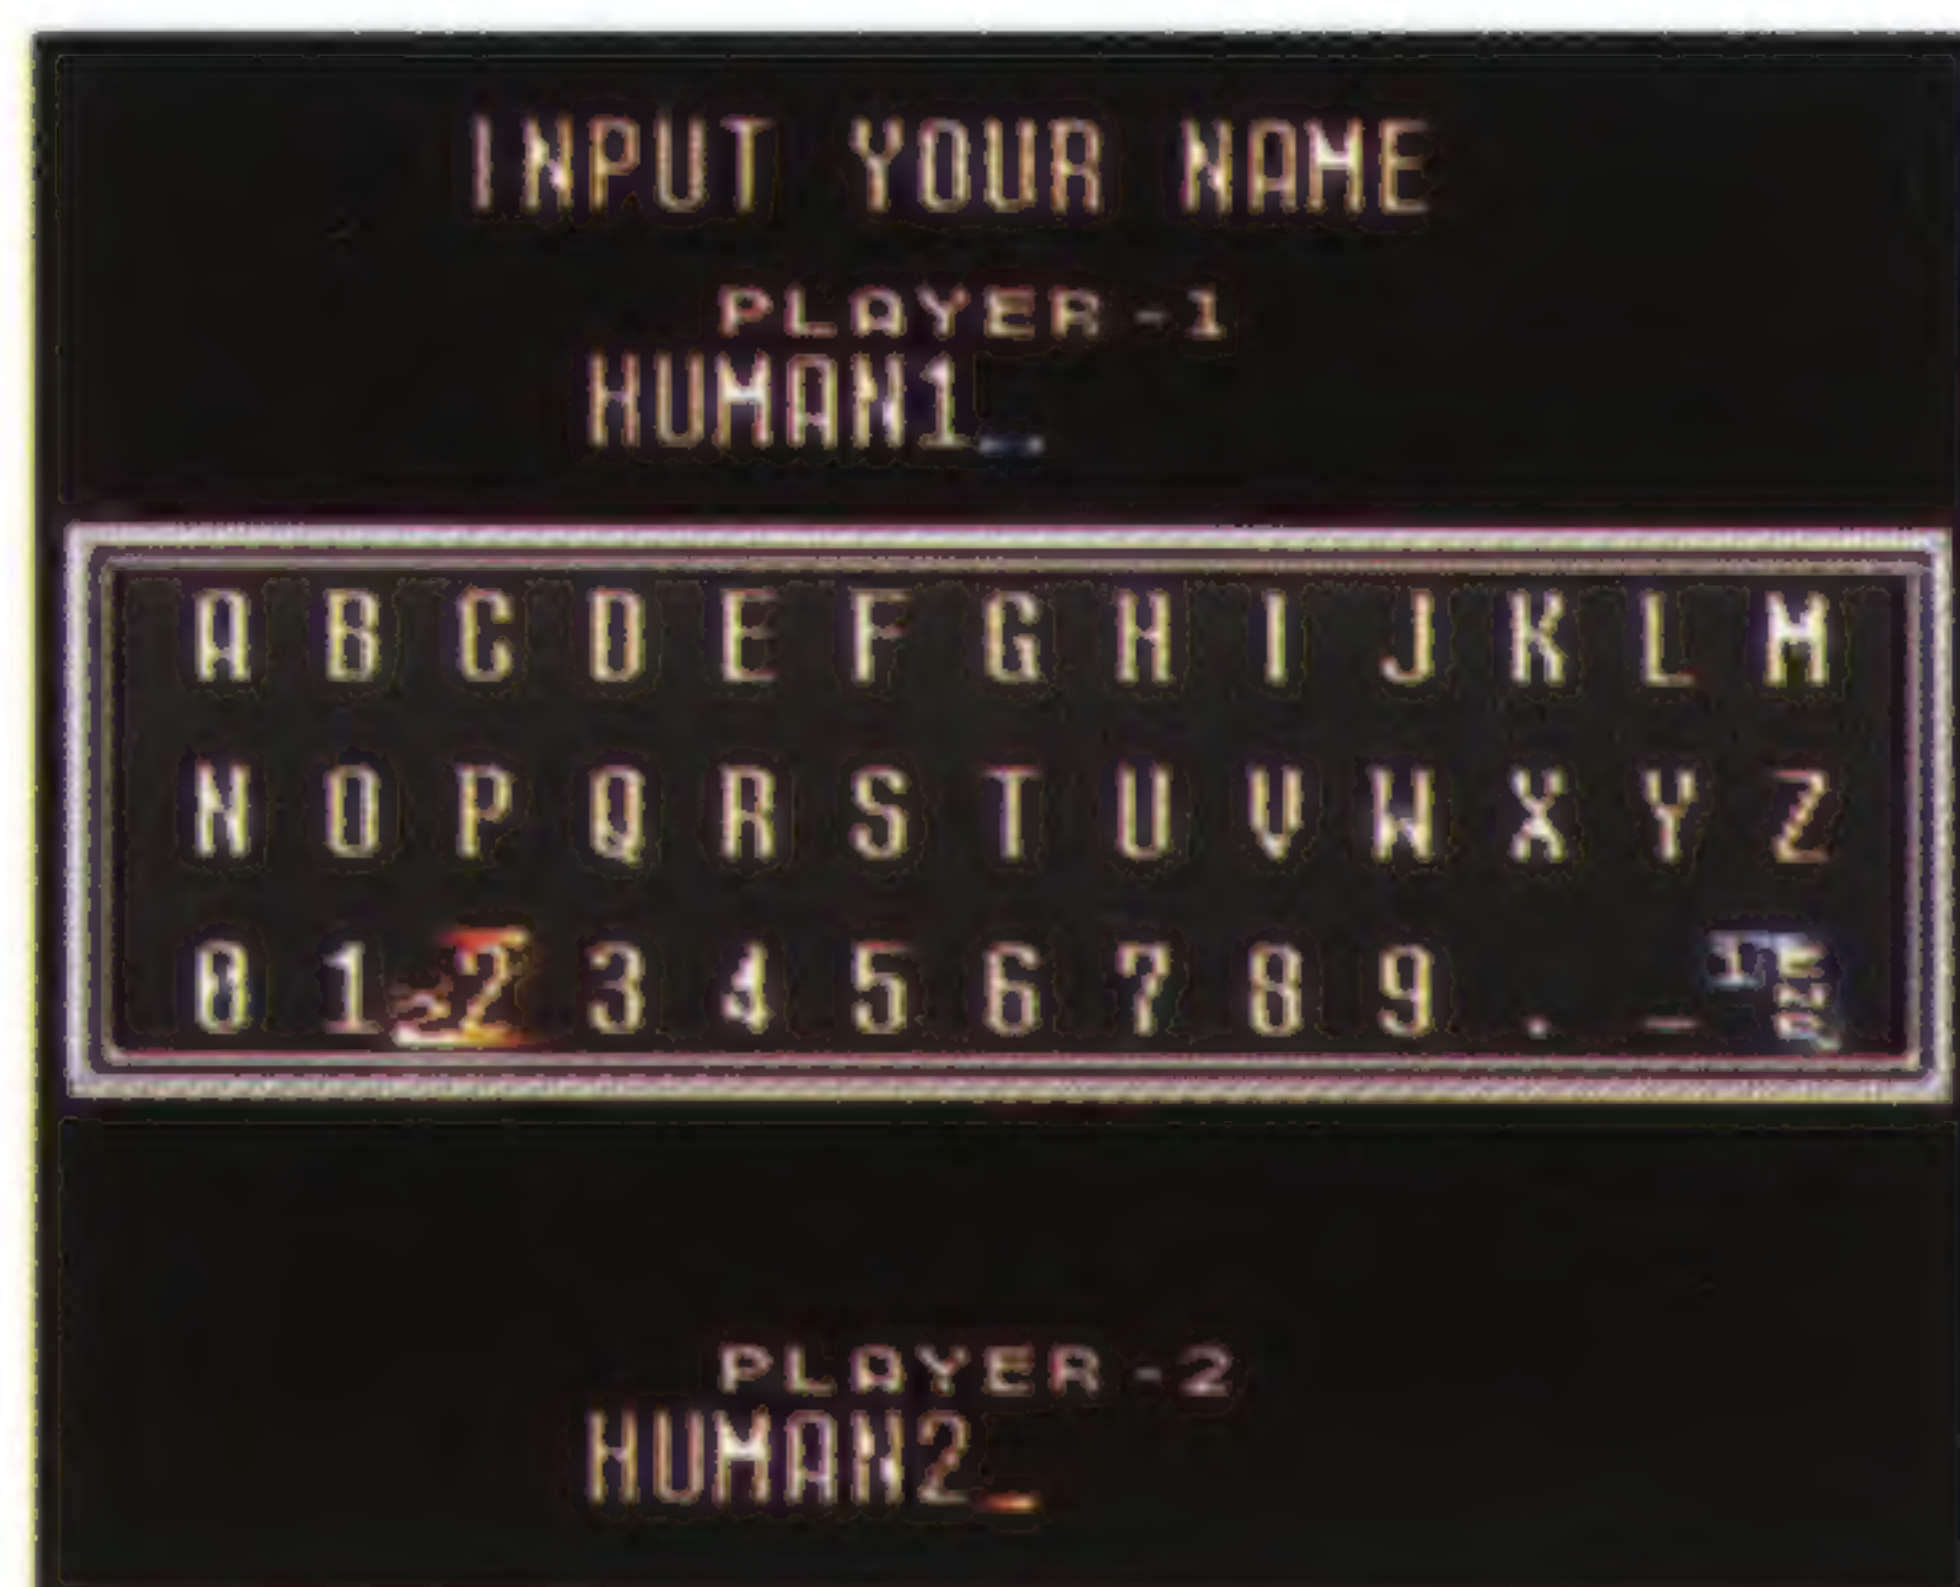 INPUT YOUR NAME
PLAYER-1
HUMAN1_
A B C D E F G H I J K L M
N O P Q R S T U V W X Y Z
0 1 2 3 4 5 6 7 8 9 . - END
PLAYER-2
HUMAN2_